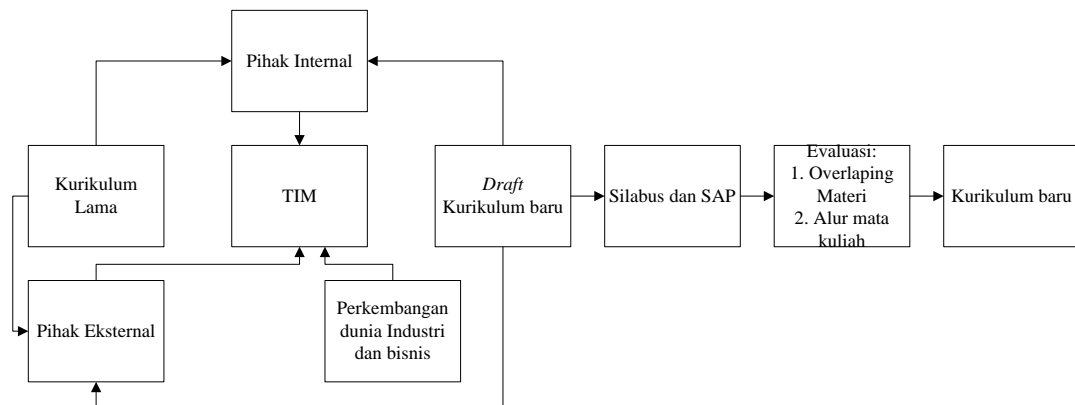 Pihak Internal
Kurikulum
Lama
TIM
Draft
Kurikulum baru
Silabus dan SAP
Evaluasi:
1. Overlaping
Materi
2. Alur mata
kuliah
Kurikulum baru
Pihak Eksternal
Perkembangan
dunia Industri
dan bisnis